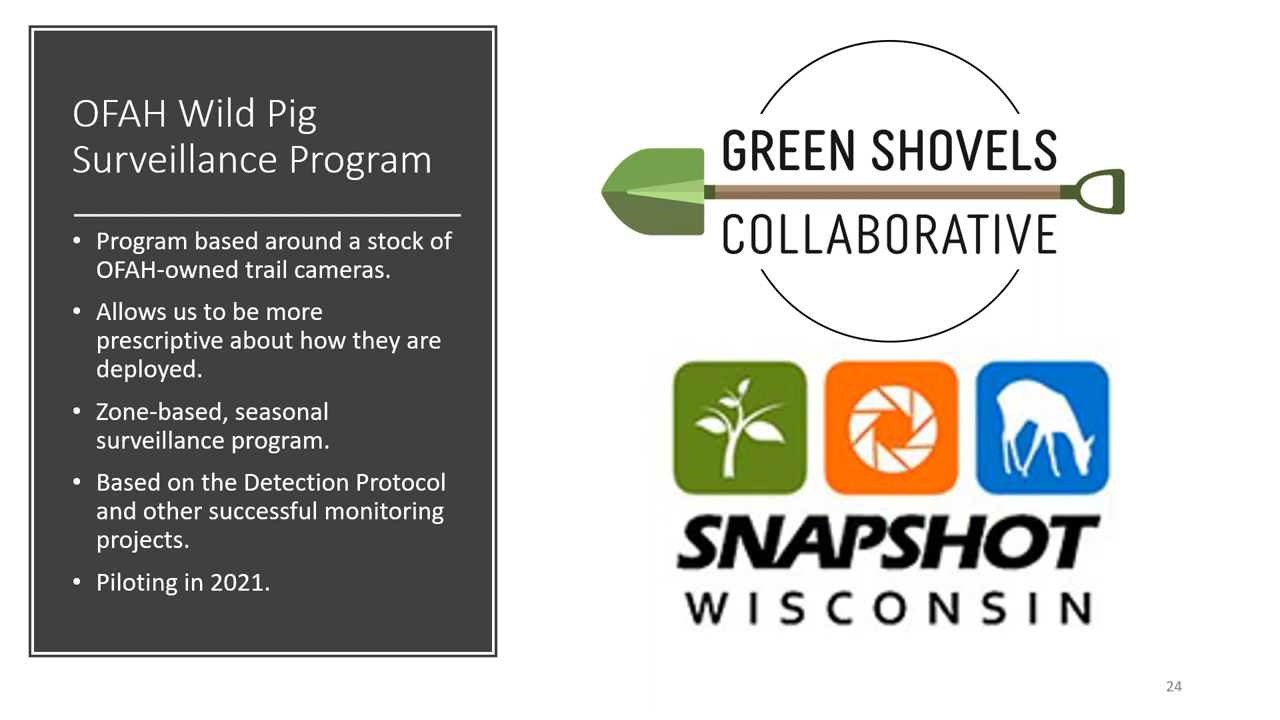 OFAH Wild Pig
Surveillance Program
• Program based around a stock of
OFAH-owned trail cameras.
• Allows us to be more
prescriptive about how they are
deployed.
• Zone-based, seasonal
surveillance program.
• Based on the Detection Protocol
and other successful monitoring
projects.
• Piloting in 2021.
GREEN SHOVELS
COLLABORATIVE
SNAPSHOT
WISCONSIN
24